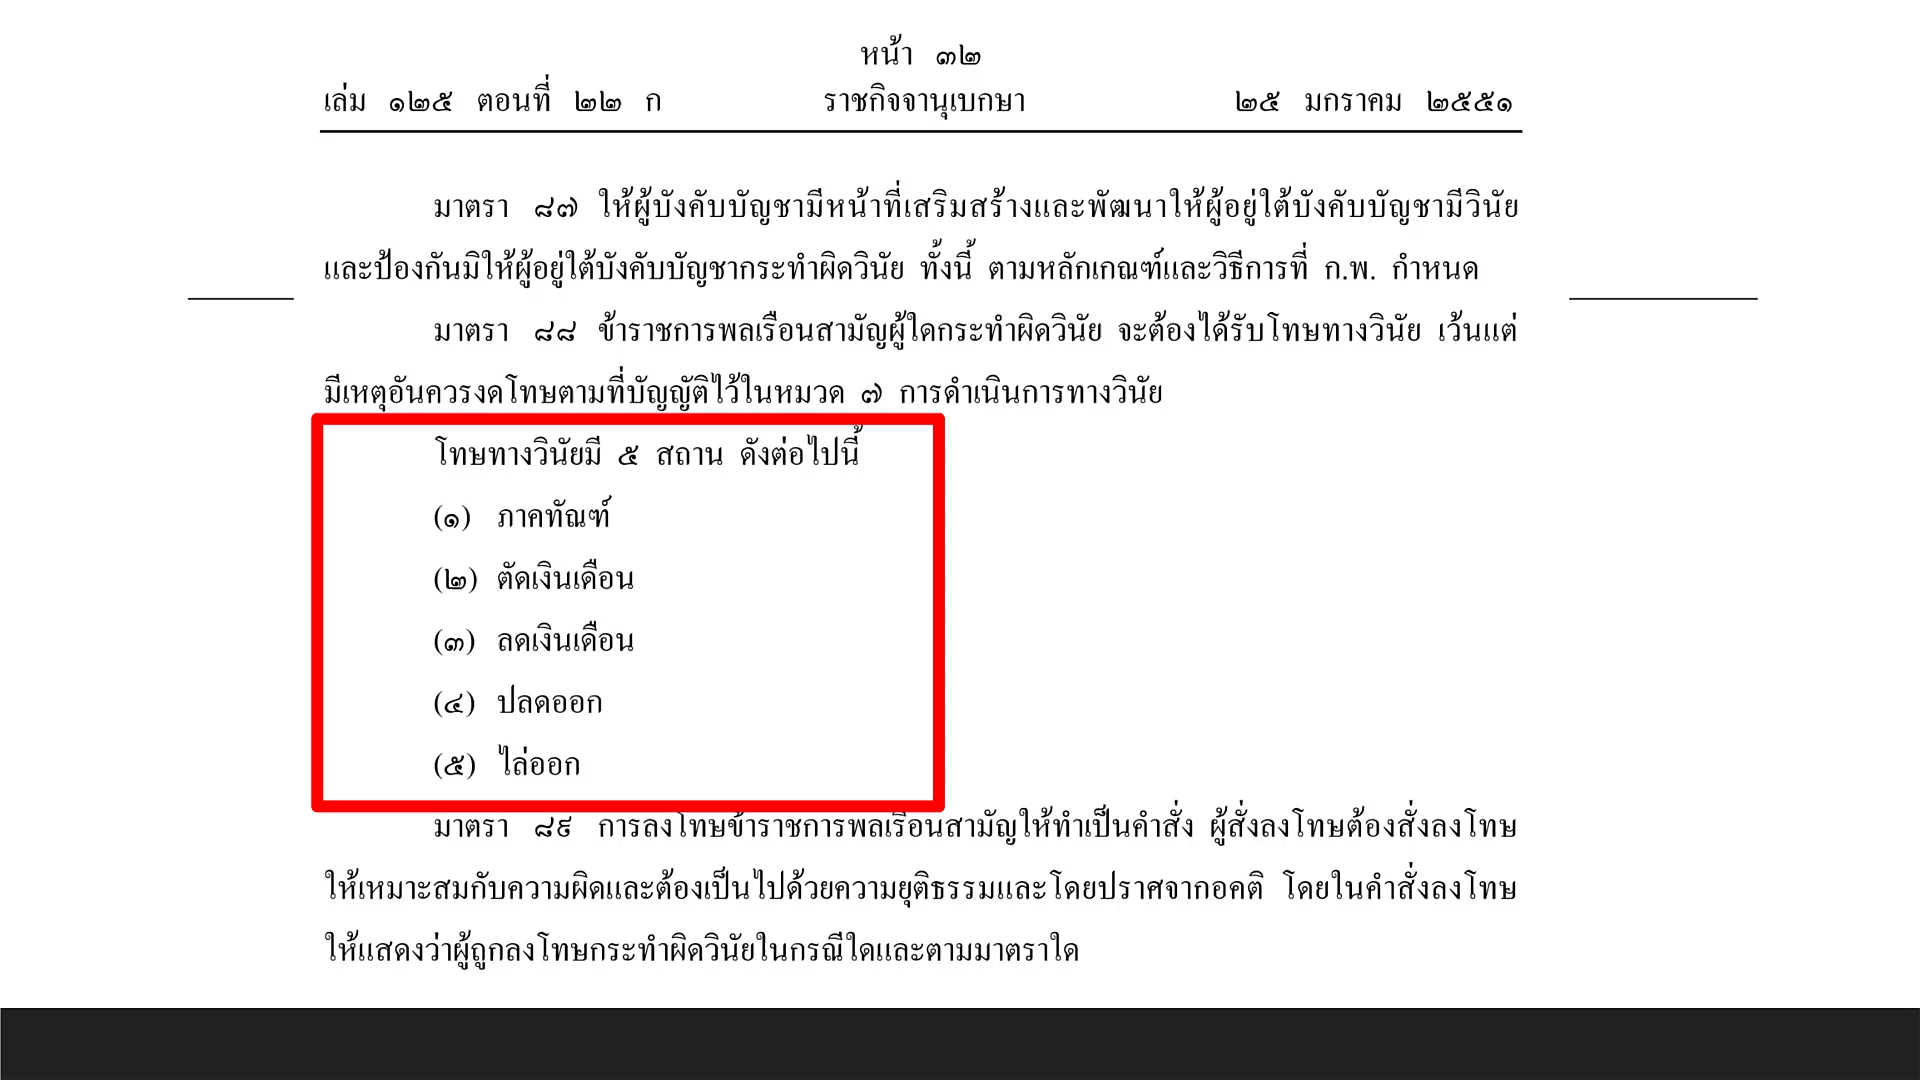 หน้า ๓๒
เล่ม ๑๒๕ ตอนที่ ๒๒ ก ราชกิจจานุเบกษา ๒๕ มกราคม ๒๕๕๑
มาตรา ๘๗ ให้ผู้บังคับบัญชามีหน้าที่เสริมสร้างและพัฒนาให้ผู้อยู่ใต้บังคับบัญชามีวินัย
และป้องกันมิให้ผู้อยู่ใต้บังคับบัญชากระทำผิดวินัย ทั้งนี้ ตามหลักเกณฑ์และวิธีการที่ ก.พ. กำหนด
มาตรา ๘๘ ข้าราชการพลเรือนสามัญผู้ใดกระทำผิดวินัย จะต้องได้รับโทษทางวินัย เว้นแต่
มีเหตุอันควรงดโทษตามที่บัญญัติไว้ในหมวด ๗ การดำเนินการทางวินัย
โทษทางวินัยมี ๕ สถาน ดังต่อไปนี้
(๑) ภาคทัณฑ์
(๒) ตัดเงินเดือน
(๓) ลดเงินเดือน
(๔) ปลดออก
(๕) ไล่ออก
มาตรา ๘๙ การลงโทษข้าราชการพลเรือนสามัญให้ทำเป็นคำสั่ง ผู้สั่งลงโทษต้องสั่งลงโทษ
ให้เหมาะสมกับความผิดและต้องเป็นไปด้วยความยุติธรรมและโดยปราศจากอคติ โดยในคำสั่งลงโทษ
ให้แสดงว่าผู้ถูกลงโทษกระทำผิดวินัยในกรณีใดและตามมาตราใด